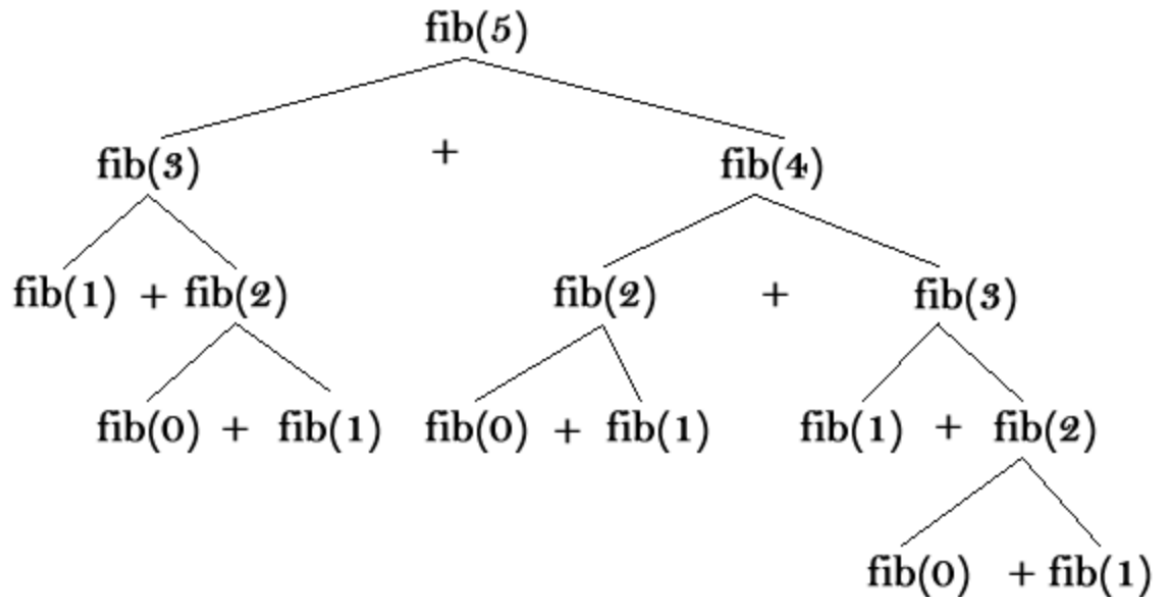 fib(5)
fib(3) + fib(4)
fib(1) + fib(2) fib(2) + fib(3)
fib(0) + fib(1) fib(0) + fib(1) fib(1) + fib(2)
fib(0) + fib(1)